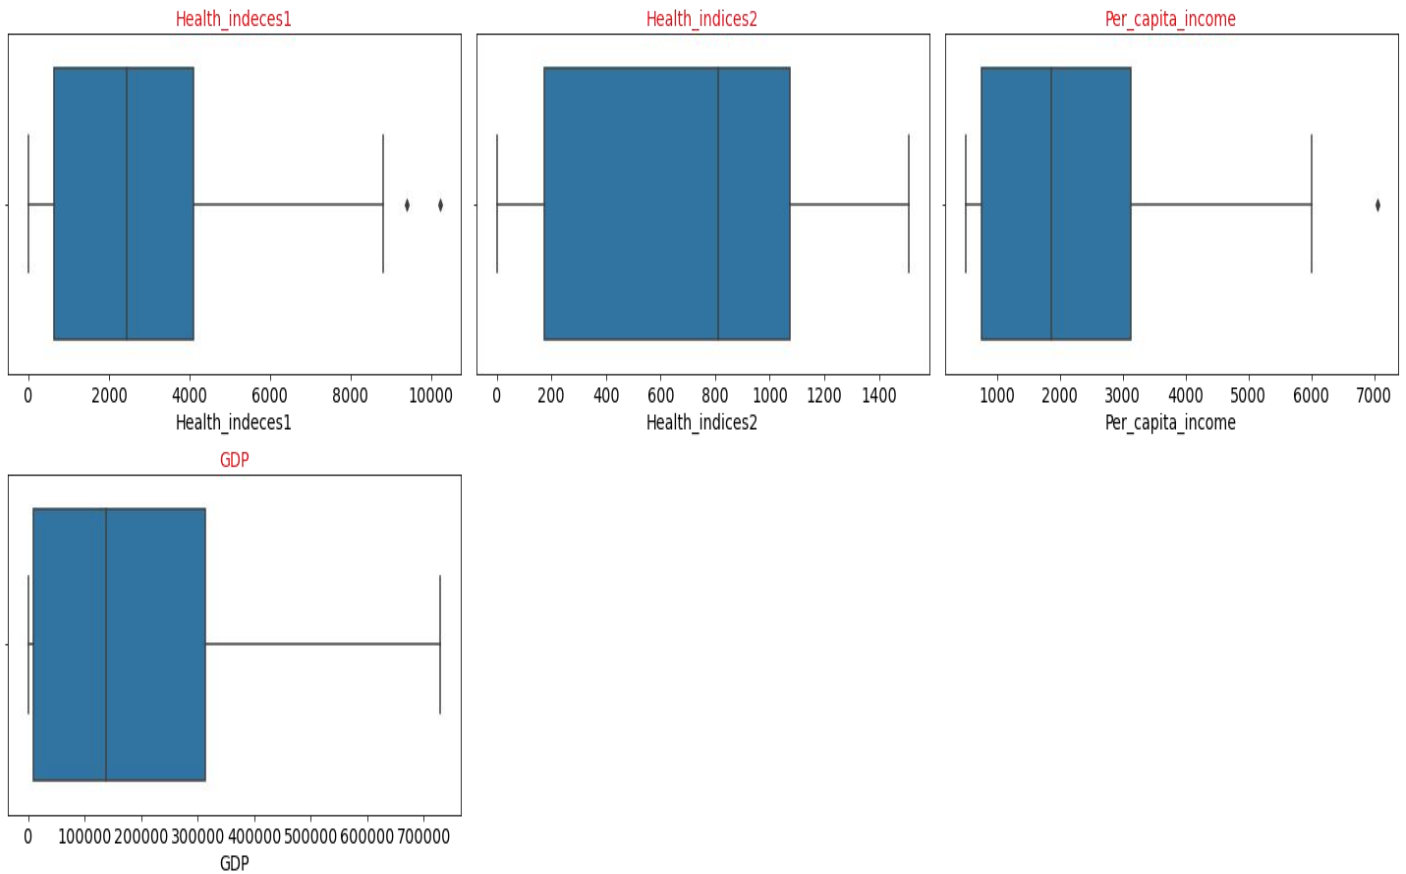 Health_indeces1
Health_indices2
Per_capita_income
0 2000 4000 6000 8000 10000
0 200 400 600 800 1000 1200 1400
1000 2000 3000 4000 5000 6000 7000
Health_indeces1
Health_indices2
Per_capita_income
GDP
0 100000 200000 300000 400000 500000 600000 700000
GDP